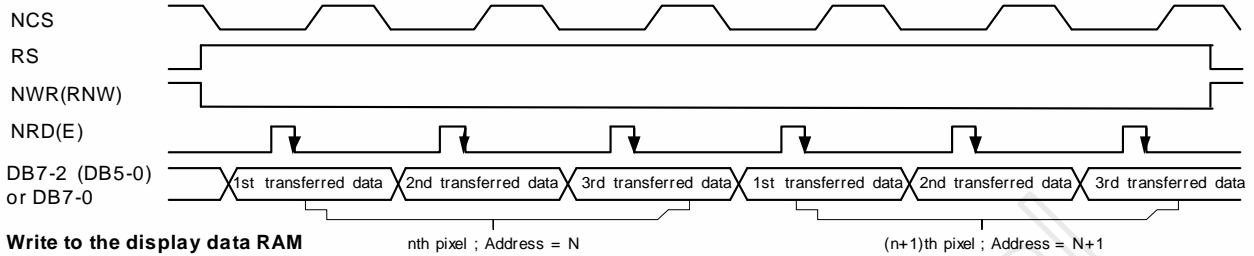 NCS
RS
NWR(RNW)
NRD(E)
DB7-2 (DB5-0)
or DB7-0
1st transferred data
2nd transferred data
3rd transferred data
1st transferred data
2nd transferred data
3rd transferred data
Write to the display data RAM
nth pixel ; Address = N
(n+1)th pixel ; Address = N+1